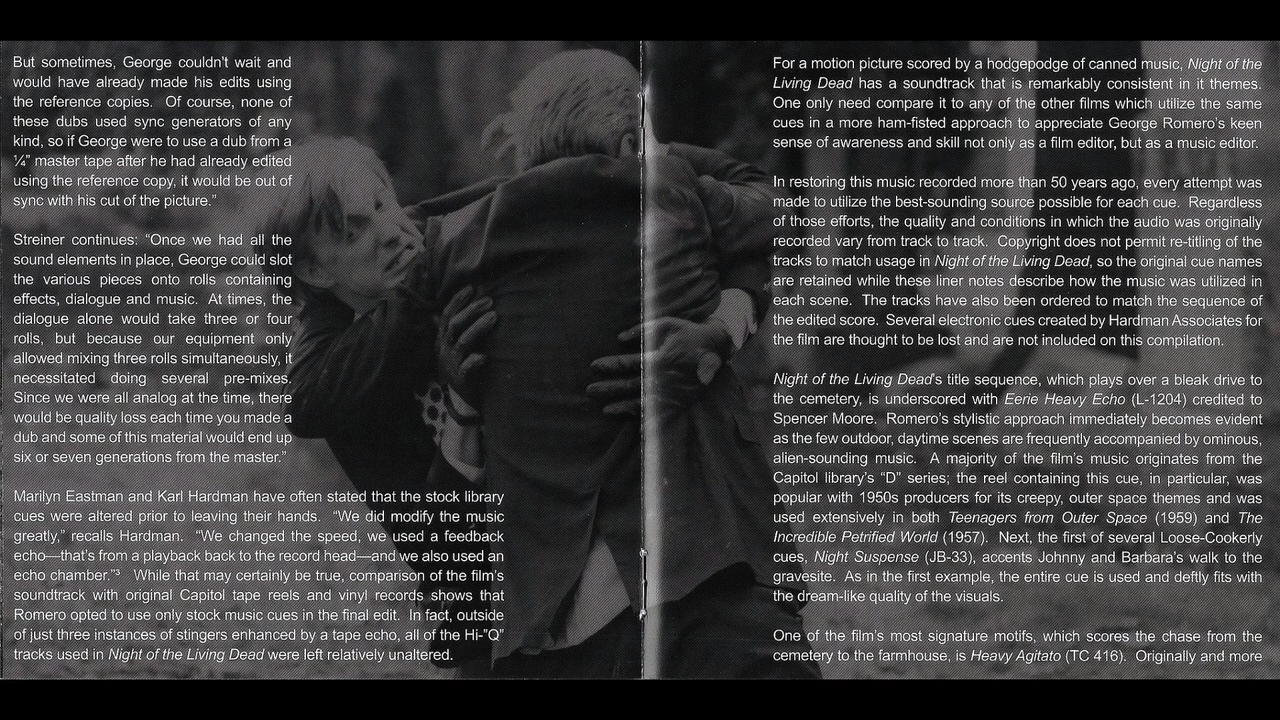 But sometimes, George couldn't wait and
would have already made his edits using
the reference copies. Of course, none of
these dubs used sync generators of any
kind, so if George were to use a dub from a
¼" master tape after he had already edited
using the reference copy, it would be out of
sync with his cut of the picture."
Streiner continues: "Once we had all the
sound elements in place, George could slot
the various pieces onto rolls containing
effects, dialogue and music. At times, the
dialogue alone would take three or four
rolls, but because our equipment only
allowed mixing three rolls simultaneously, it
necessitated doing several pre-mixes.
Since we were all analog at the time, there
would be quality loss each time you made a
dub and some of this material would end up
six or seven generations from the master."
Marilyn Eastman and Karl Hardman have often stated that the stock library
cues were altered prior to leaving their hands. "We did modify the music
greatly," recalls Hardman. "We changed the speed, we used a feedback
echo—that's from a playback back to the record head—and we also used an
echo chamber."³ While that may certainly be true, comparison of the film's
soundtrack with original Capitol tape reels and vinyl records shows that
Romero opted to use only stock music cues in the final edit. In fact, outside
of just three instances of stingers enhanced by a tape echo, all of the Hi-"Q"
tracks used in Night of the Living Dead were left relatively unaltered.
For a motion picture scored by a hodgepodge of canned music, Night of the
Living Dead has a soundtrack that is remarkably consistent in it themes.
One only need compare it to any of the other films which utilize the same
cues in a more ham-fisted approach to appreciate George Romero's keen
sense of awareness and skill not only as a film editor, but as a music editor.
In restoring this music recorded more than 50 years ago, every attempt was
made to utilize the best-sounding source possible for each cue. Regardless
of those efforts, the quality and conditions in which the audio was originally
recorded vary from track to track. Copyright does not permit re-titling of the
tracks to match usage in Night of the Living Dead, so the original cue names
are retained while these liner notes describe how the music was utilized in
each scene. The tracks have also been ordered to match the sequence of
the edited score. Several electronic cues created by Hardman Associates for
the film are thought to be lost and are not included on this compilation.
Night of the Living Dead's title sequence, which plays over a bleak drive to
the cemetery, is underscored with Eerie Heavy Echo (L-1204) credited to
Spencer Moore. Romero's stylistic approach immediately becomes evident
as the few outdoor, daytime scenes are frequently accompanied by ominous,
alien-sounding music. A majority of the film's music originates from the
Capitol library's "D" series; the reel containing this cue, in particular, was
popular with 1950s producers for its creepy, outer space themes and was
used extensively in both Teenagers from Outer Space (1959) and The
Incredible Petrified World (1957). Next, the first of several Loose-Cookerly
cues, Night Suspense (JB-33), accents Johnny and Barbara's walk to the
gravesite. As in the first example, the entire cue is used and deftly fits with
the dream-like quality of the visuals.
One of the film's most signature motifs, which scores the chase from the
cemetery to the farmhouse, is Heavy Agitato (TC 416). Originally and more